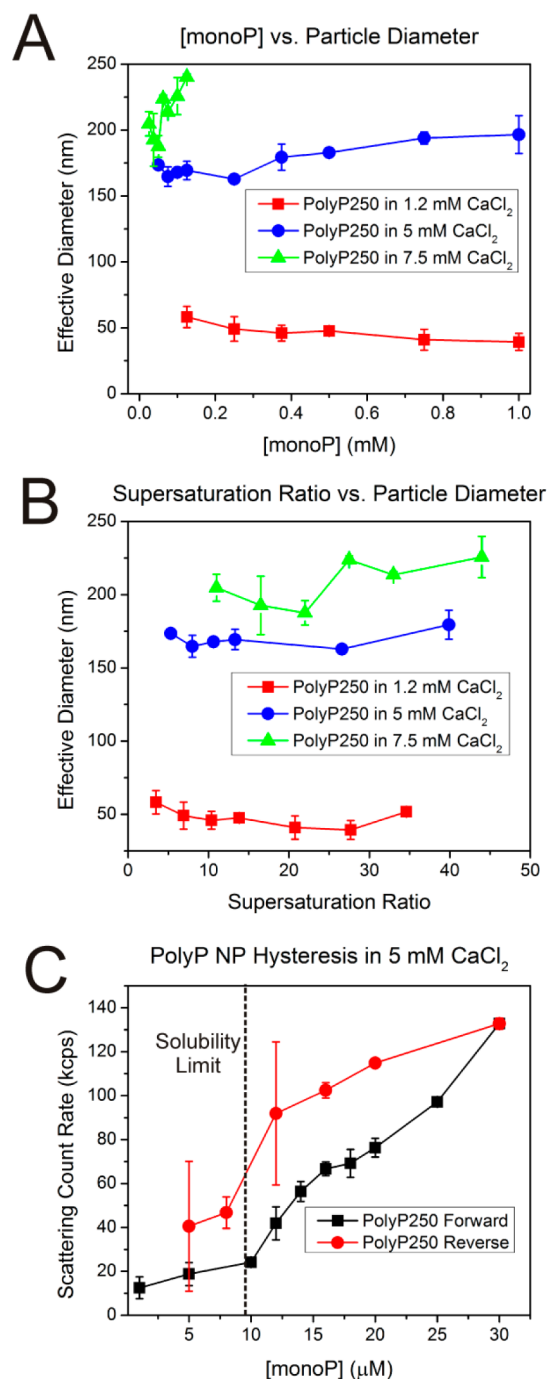 A
[monoP] vs. Particle Diameter
250
200
150
100
50
0
Effective Diameter (nm)
PolyP250 in 1.2 mM CaCl₂
PolyP250 in 5 mM CaCl₂
PolyP250 in 7.5 mM CaCl₂
0.0 0.2 0.4 0.6 0.8 1.0
[monoP] (mM)
B
Supersaturation Ratio vs. Particle Diameter
250
200
150
100
50
Effective Diameter (nm)
PolyP250 in 1.2 mM CaCl₂
PolyP250 in 5 mM CaCl₂
PolyP250 in 7.5 mM CaCl₂
0 10 20 30 40 50
Supersaturation Ratio
C
PolyP NP Hysteresis in 5 mM CaCl₂
140
120
100
80
60
40
20
0
Scattering Count Rate (kcps)
Solubility
Limit
PolyP250 Forward
PolyP250 Reverse
5 10 15 20 25 30
[monoP] (μM)